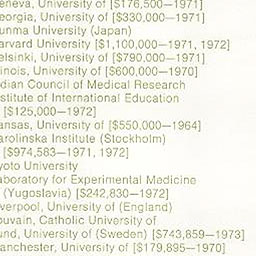 eneva, University of [$176,500—1971]
eorgia, University of [$330,000—1971]
unma University (Japan)
arvard University [$1,100,000—1971, 1972]
elsinki, University of [$790,000—1971]
linois, University of [$600,000—1970]
dian Council of Medical Research
stitute of International Education
[$125,000—1972]
ansas, University of [$550,000—1964]
arolinska Institute (Stockholm)
[$974,583—1971, 1972]
yoto University
aboratory for Experimental Medicine
(Yugoslavia) [$242,830—1972]
verpool, University of (England)
ouvain, Catholic University of
und, University of (Sweden) [$743,859—1973]
anchester, University of [$179,895—1970]